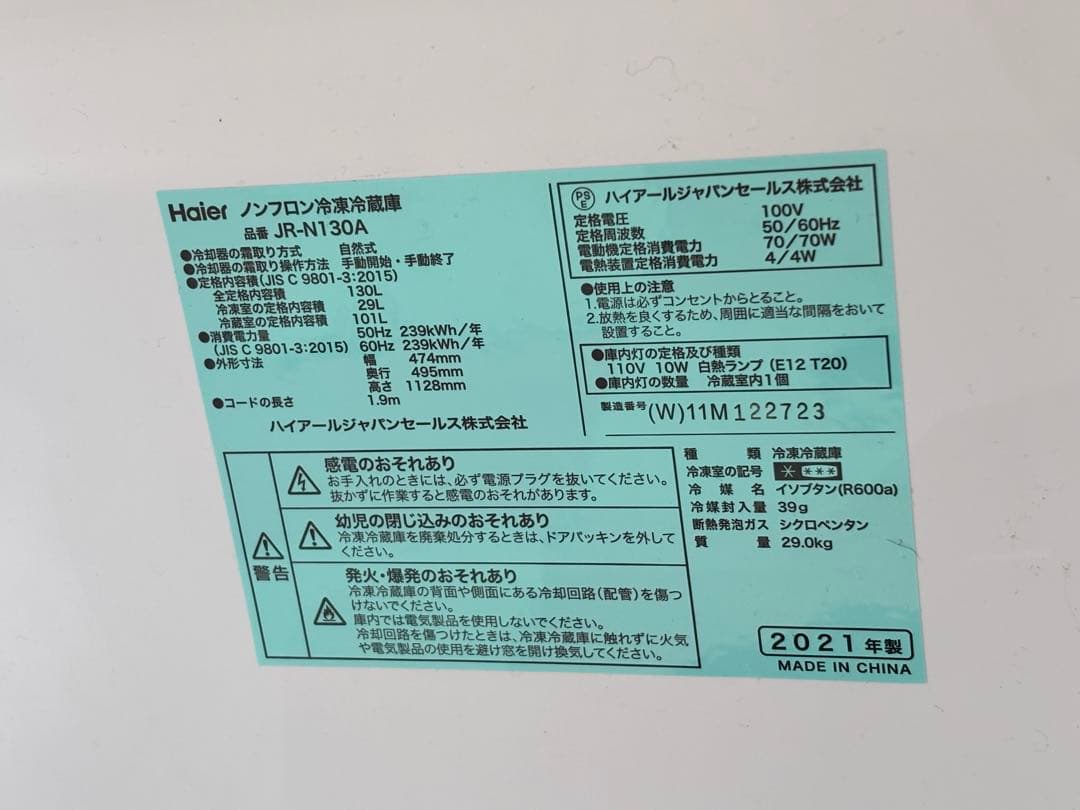 Haier ノンフロン冷凍冷蔵庫
品番 JR-N130A
●冷却器の霜取り方式 自然式
●冷却器の霜取り操作方法 手動開始・手動終了
●定格内容積(JIS C 9801-3:2015)
全定格内容積 130L
冷凍室の定格内容積 29L
冷蔵室の定格内容積 101L
●消費電力量 50Hz 239kWh/年
(JIS C 9801-3:2015) 60Hz 239kWh/年
●外形寸法 幅 474mm
奥行 495mm
高さ 1128mm
●コードの長さ 1.9m
ハイアールジャパンセールス株式会社
PS E ハイアールジャパンセールス株式会社
定格電圧 100V
定格周波数 50/60Hz
電動機定格消費電力 70/70W
電熱装置定格消費電力 4/4W
●使用上の注意
1.電源は必ずコンセントからとること。
2.放熱を良くするため、周囲に適当な間隔をおいて
設置すること。
●庫内灯の定格及び種類
110V 10W 白熱ランプ(E12 T20)
●庫内灯の数量 冷蔵室内1個
製造番号 (W)11M122723
警告
感電のおそれあり
お手入れのときには、必ず電源プラグを抜いてください。
抜かずに作業すると感電のおそれがあります。
幼児の閉じ込みのおそれあり
冷凍冷蔵庫を廃棄処分するときは、ドアパッキンを外して
ください。
発火・爆発のおそれあり
冷凍冷蔵庫の背面や側面にある冷却回路(配管)を傷つ
けないでください。
庫内では電気製品を使用しないでください。
冷却回路を傷つけたときは、冷凍冷蔵庫に触れずに火気
や電気製品の使用を避け窓を開け換気してください。
種類 冷凍冷蔵庫
冷凍室の記号 * ***
冷媒名 イソブタン(R600a)
冷媒封入量 39g
断熱発泡ガス シクロペンタン
質量 29.0kg
2021年製
MADE IN CHINA